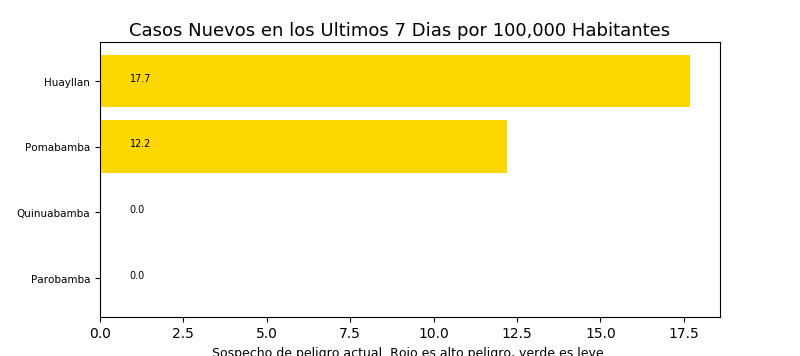 Casos Nuevos en los Ultimos 7 Dias por 100,000 Habitantes
Huayllan 17.7
Pomabamba 12.2
Quinuabamba 0.0
Parobamba 0.0
0.0 2.5 5.0 7.5 10.0 12.5 15.0 17.5
Sospecho de peligro actual. Rojo es alto peligro, verde es leve